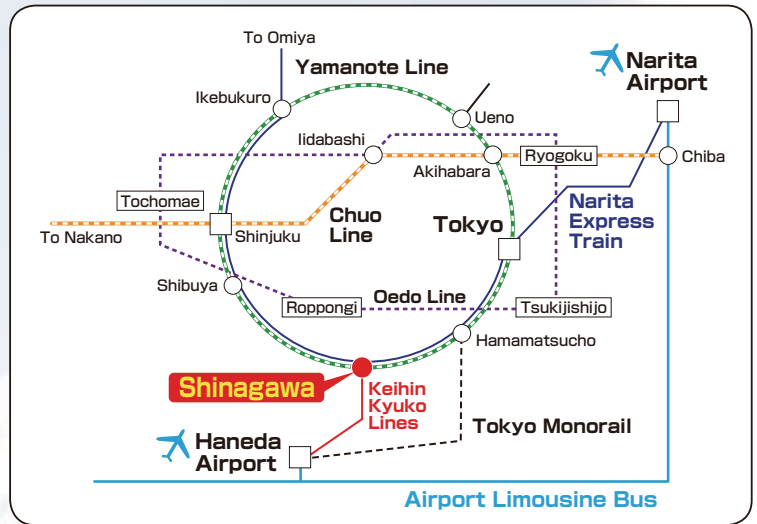 To Omiya
Yamanote Line
Narita
Airport
Ikebukuro
Ueno
Iidabashi
Akihabara
Ryogoku
Chiba
Tochomae
To Nakano
Shinjuku
Chuo
Line
Tokyo
Narita
Express
Train
Shibuya
Roppongi
Oedo Line
Tsukijishijo
Hamamatsucho
Shinagawa
Keihin
Kyuko
Lines
Tokyo Monorail
Haneda
Airport
Airport Limousine Bus